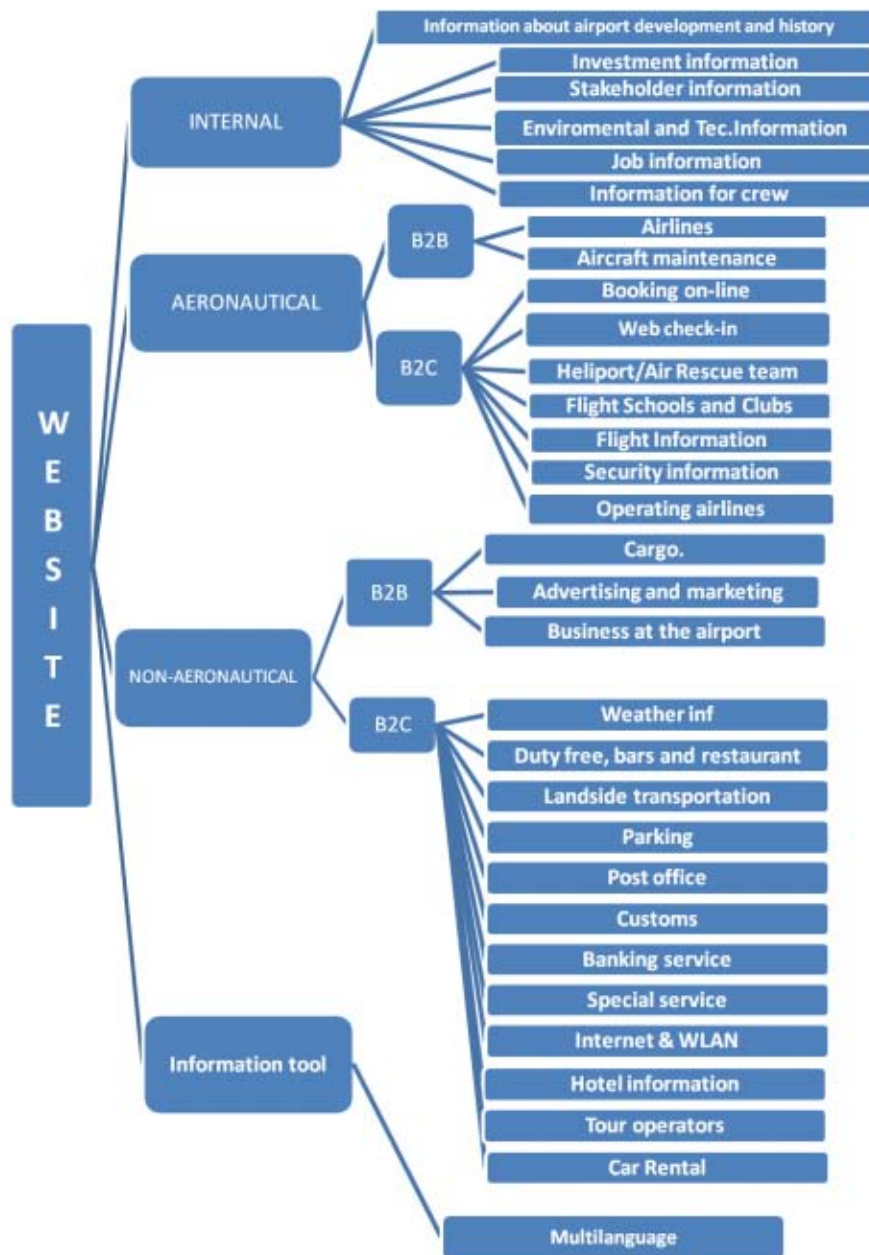 WEBSITE
INTERNAL
Information about airport development and history
Investment information
Stakeholder information
Enviromental and Tec.Information
Job information
Information for crew
AERONAUTICAL
B2B
Airlines
Aircraft maintenance
B2C
Booking on-line
Web check-in
Heliport/Air Rescue team
Flight Schools and Clubs
Flight Information
Security information
Operating airlines
NON-AERONAUTICAL
B2B
Cargo.
Advertising and marketing
Business at the airport
B2C
Weather inf
Duty free, bars and restaurant
Landside transportation
Parking
Post office
Customs
Banking service
Special service
Internet & WLAN
Hotel information
Tour operators
Car Rental
Information tool
Multilanguage